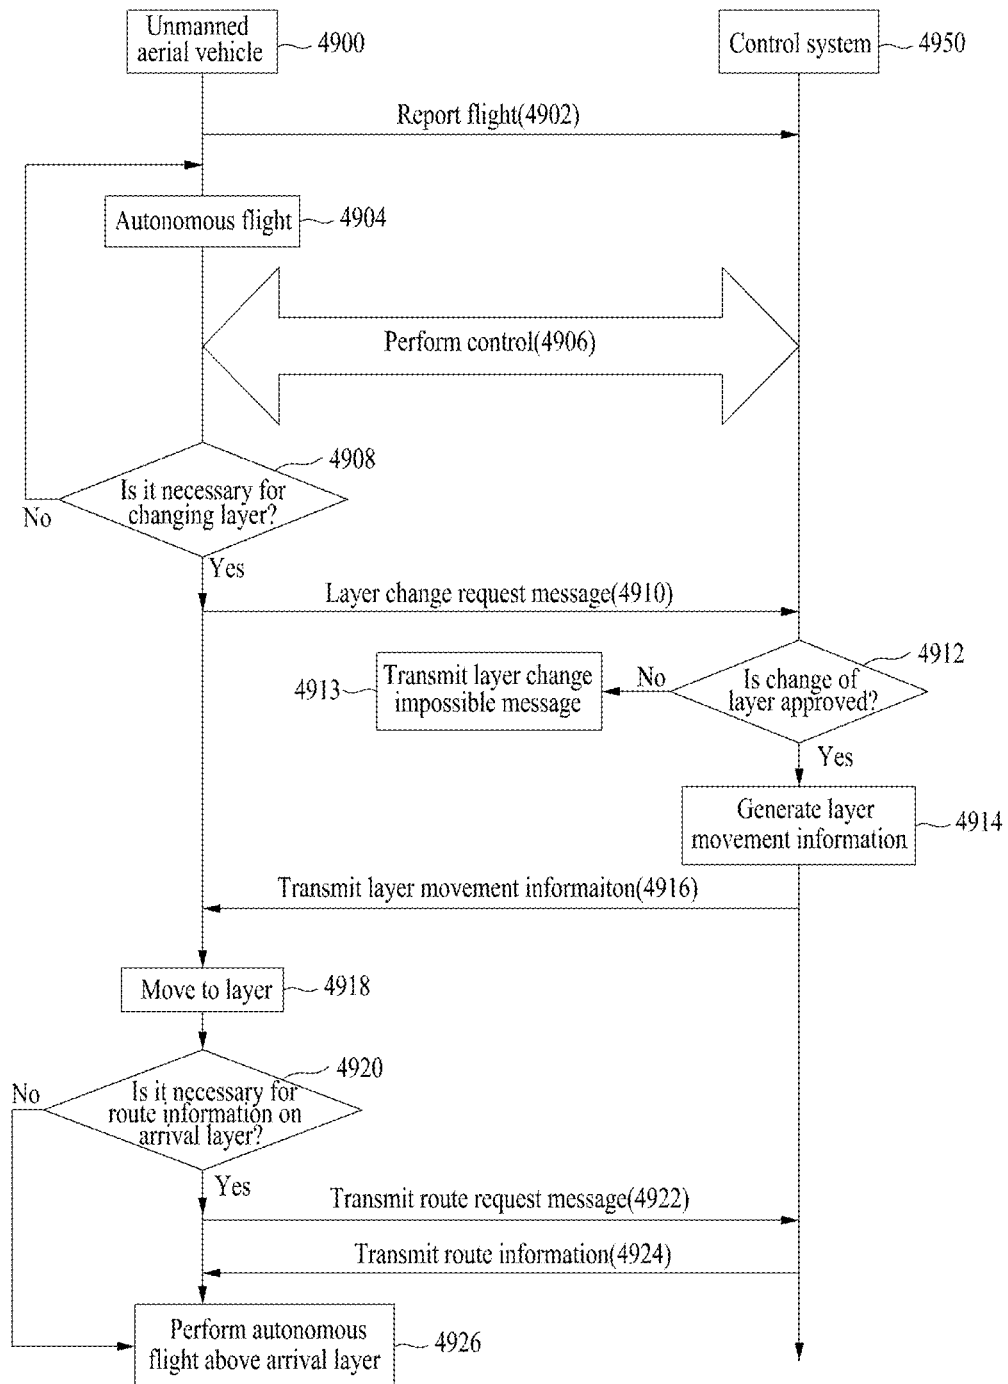 Unmanned
aerial vehicle
4900
Control system
4950
Report flight(4902)
Autonomous flight
4904
Perform control(4906)
4908
Is it necessary for
changing layer?
No
Yes
Layer change request message(4910)
4912
Is change of
layer approved?
No
4913
Transmit layer change
impossible message
Yes
Generate layer
movement information
4914
Transmit layer movement informaiton(4916)
Move to layer
4918
4920
No
Is it necessary for
route information on
arrival layer?
Yes
Transmit route request message(4922)
Transmit route information(4924)
Perform autonomous
flight above arrival layer
4926